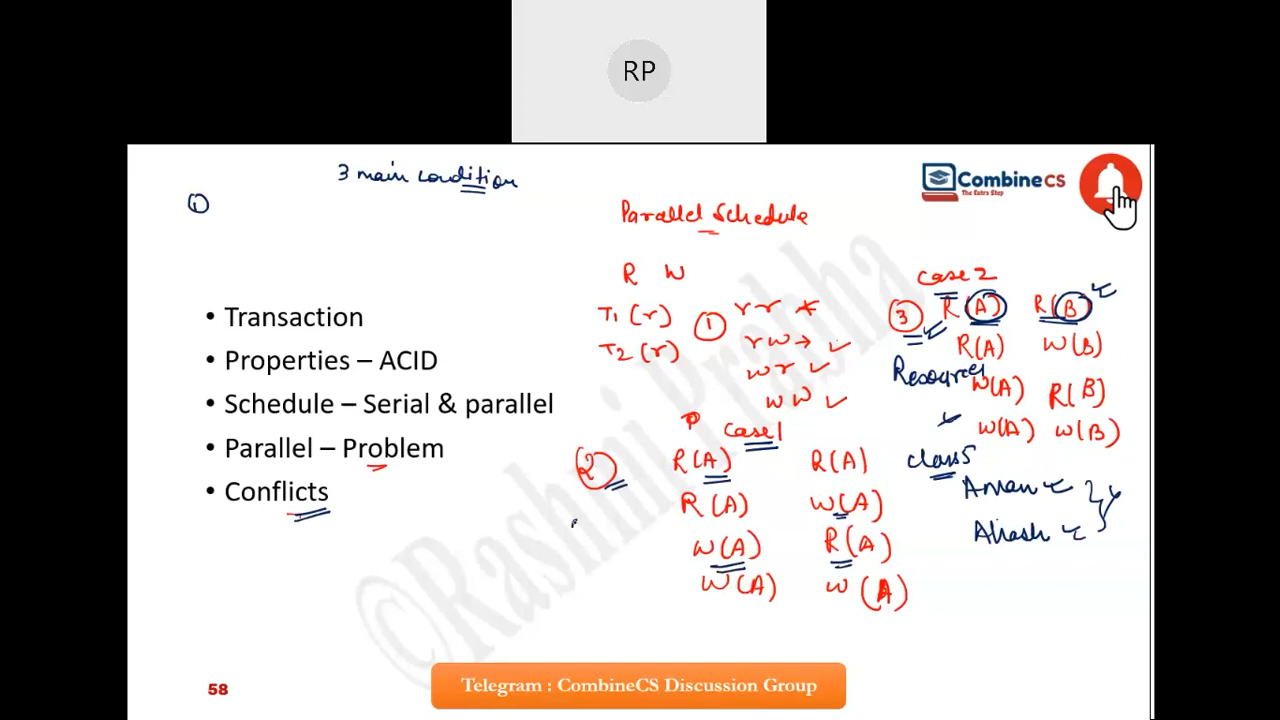 RP
3 main condition
CombineCS
The Extra Step
①
Parallel Schedule
R W
T1 (r)
T2 (r)
① r r ×
r w → ✓
w r ✓
w w ✓
• Transaction
• Properties – ACID
• Schedule – Serial & parallel
• Parallel – Problem
• Conflicts
P
Case 1
② R(A) R(A)
R(A) W(A)
W(A) R(A)
W(A) W(A)
Case 2
③ R(A) R(B)
R(A) W(B)
Resources W(A) R(B)
W(A) W(B)
class
Aman
Akash
©Rashmi Prabha
58
Telegram : CombineCS Discussion Group